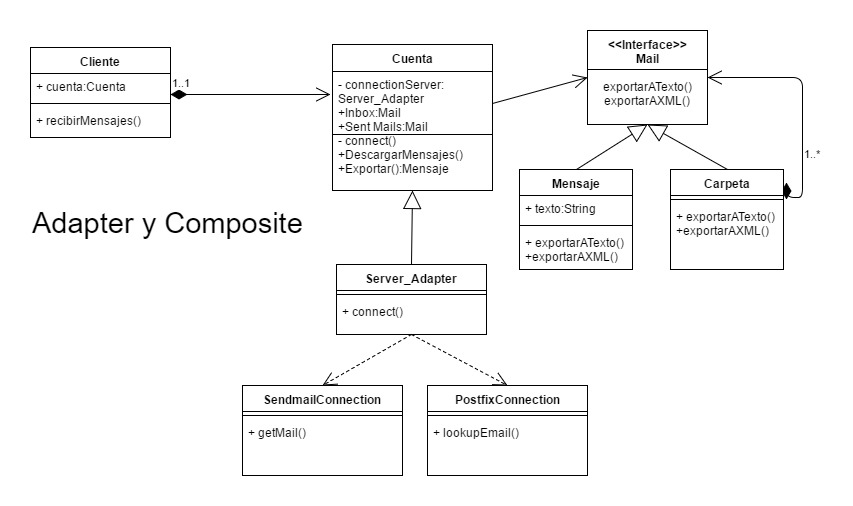 Cliente
+ cuenta:Cuenta
+ recibirMensajes()
1..1
Cuenta
- connectionServer:
Server_Adapter
+Inbox:Mail
+Sent Mails:Mail
- connect()
+DescargarMensajes()
+Exportar():Mensaje
<<Interface>>
Mail
exportarATexto()
exportarAXML()
1..*
Mensaje
+ texto:String
+ exportarATexto()
+exportarAXML()
Carpeta
+ exportarATexto()
+exportarAXML()
Adapter y Composite
Server_Adapter
+ connect()
SendmailConnection
+ getMail()
PostfixConnection
+ lookupEmail()